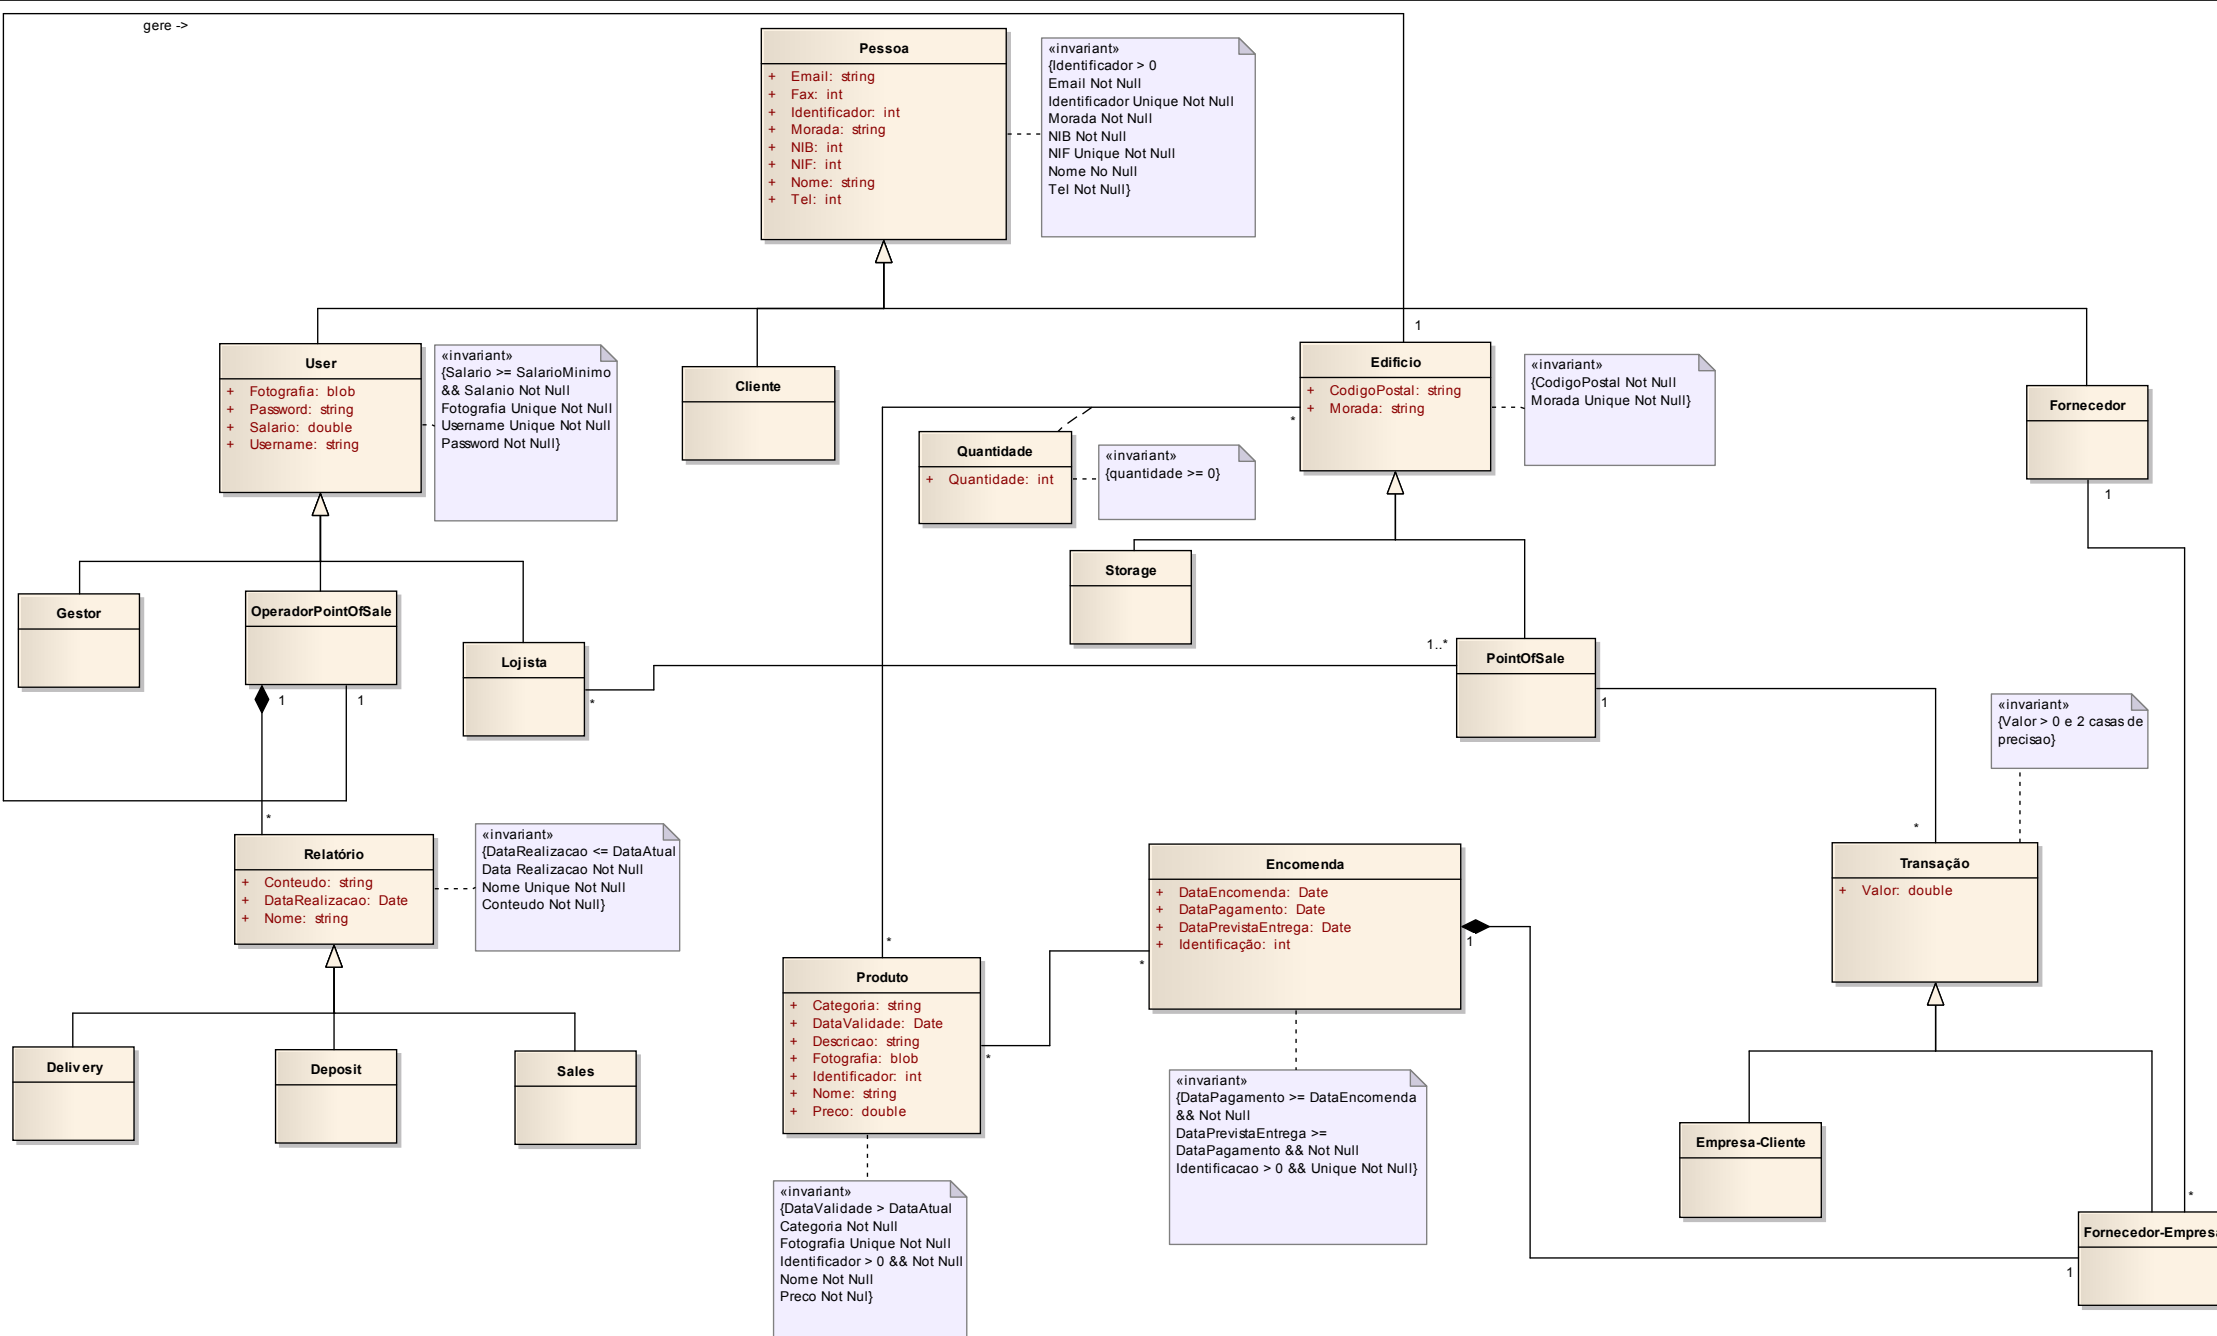 gere ->
Pessoa
+ Email: string
+ Fax: int
+ Identificador: int
+ Morada: string
+ NIB: int
+ NIF: int
+ Nome: string
+ Tel: int
«invariant»
{Identificador > 0
Email Not Null
Identificador Unique Not Null
Morada Not Null
NIB Not Null
NIF Unique Not Null
Nome No Null
Tel Not Null}
1
User
+ Fotografia: blob
+ Password: string
+ Salario: double
+ Username: string
«invariant»
{Salario >= SalarioMinimo
&& Salanio Not Null
Fotografia Unique Not Null
Username Unique Not Null
Password Not Null}
Cliente
Edificio
+ CodigoPostal: string
+ Morada: string
*
«invariant»
{CodigoPostal Not Null
Morada Unique Not Null}
Fornecedor
1
Quantidade
+ Quantidade: int
«invariant»
{quantidade >= 0}
Storage
Gestor
OperadorPointOfSale
1
1
Lojista
*
1..*
PointOfSale
1
«invariant»
{Valor > 0 e 2 casas de
precisao}
*
*
Relatório
+ Conteudo: string
+ DataRealizacao: Date
+ Nome: string
«invariant»
{DataRealizacao <= DataAtual
Data Realizacao Not Null
Nome Unique Not Null
Conteudo Not Null}
Encomenda
+ DataEncomenda: Date
+ DataPagamento: Date
+ DataPrevistaEntrega: Date
+ Identificação: int
1
*
Transação
+ Valor: double
*
Produto
+ Categoria: string
+ DataValidade: Date
+ Descricao: string
+ Fotografia: blob
+ Identificador: int
+ Nome: string
+ Preco: double
*
Delivery
Deposit
Sales
«invariant»
{DataPagamento >= DataEncomenda
&& Not Null
DataPrevistaEntrega >=
DataPagamento && Not Null
Identificacao > 0 && Unique Not Null}
Empresa-Cliente
«invariant»
{DataValidade > DataAtual
Categoria Not Null
Fotografia Unique Not Null
Identificador > 0 && Not Null
Nome Not Null
Preco Not Nul}
*
Fornecedor-Empresa
1